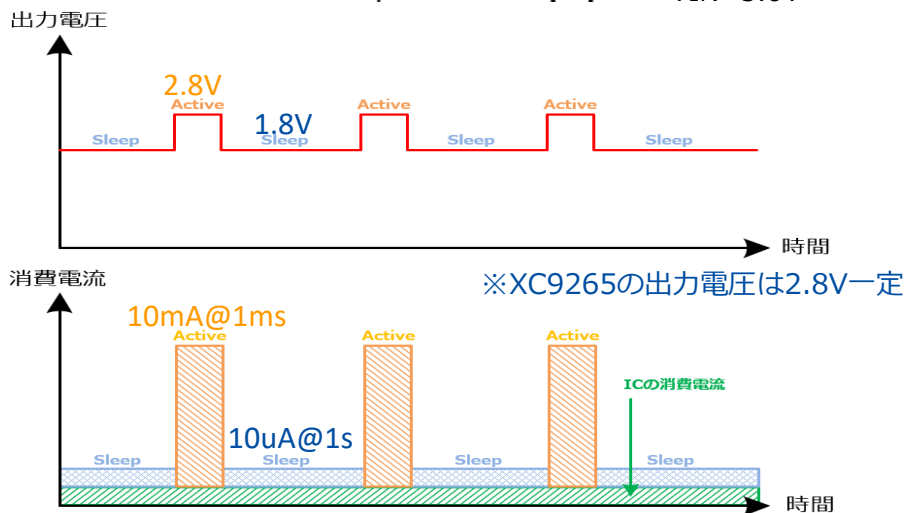 出力電圧
2.8V
Active
Active
Active
1.8V
Sleep
Sleep
Sleep
Sleep
時間
消費電流
※XC9265の出力電圧は2.8V一定
10mA@1ms
Active
Active
Active
ICの消費電流
10uA@1s
Sleep
Sleep
Sleep
Sleep
時間